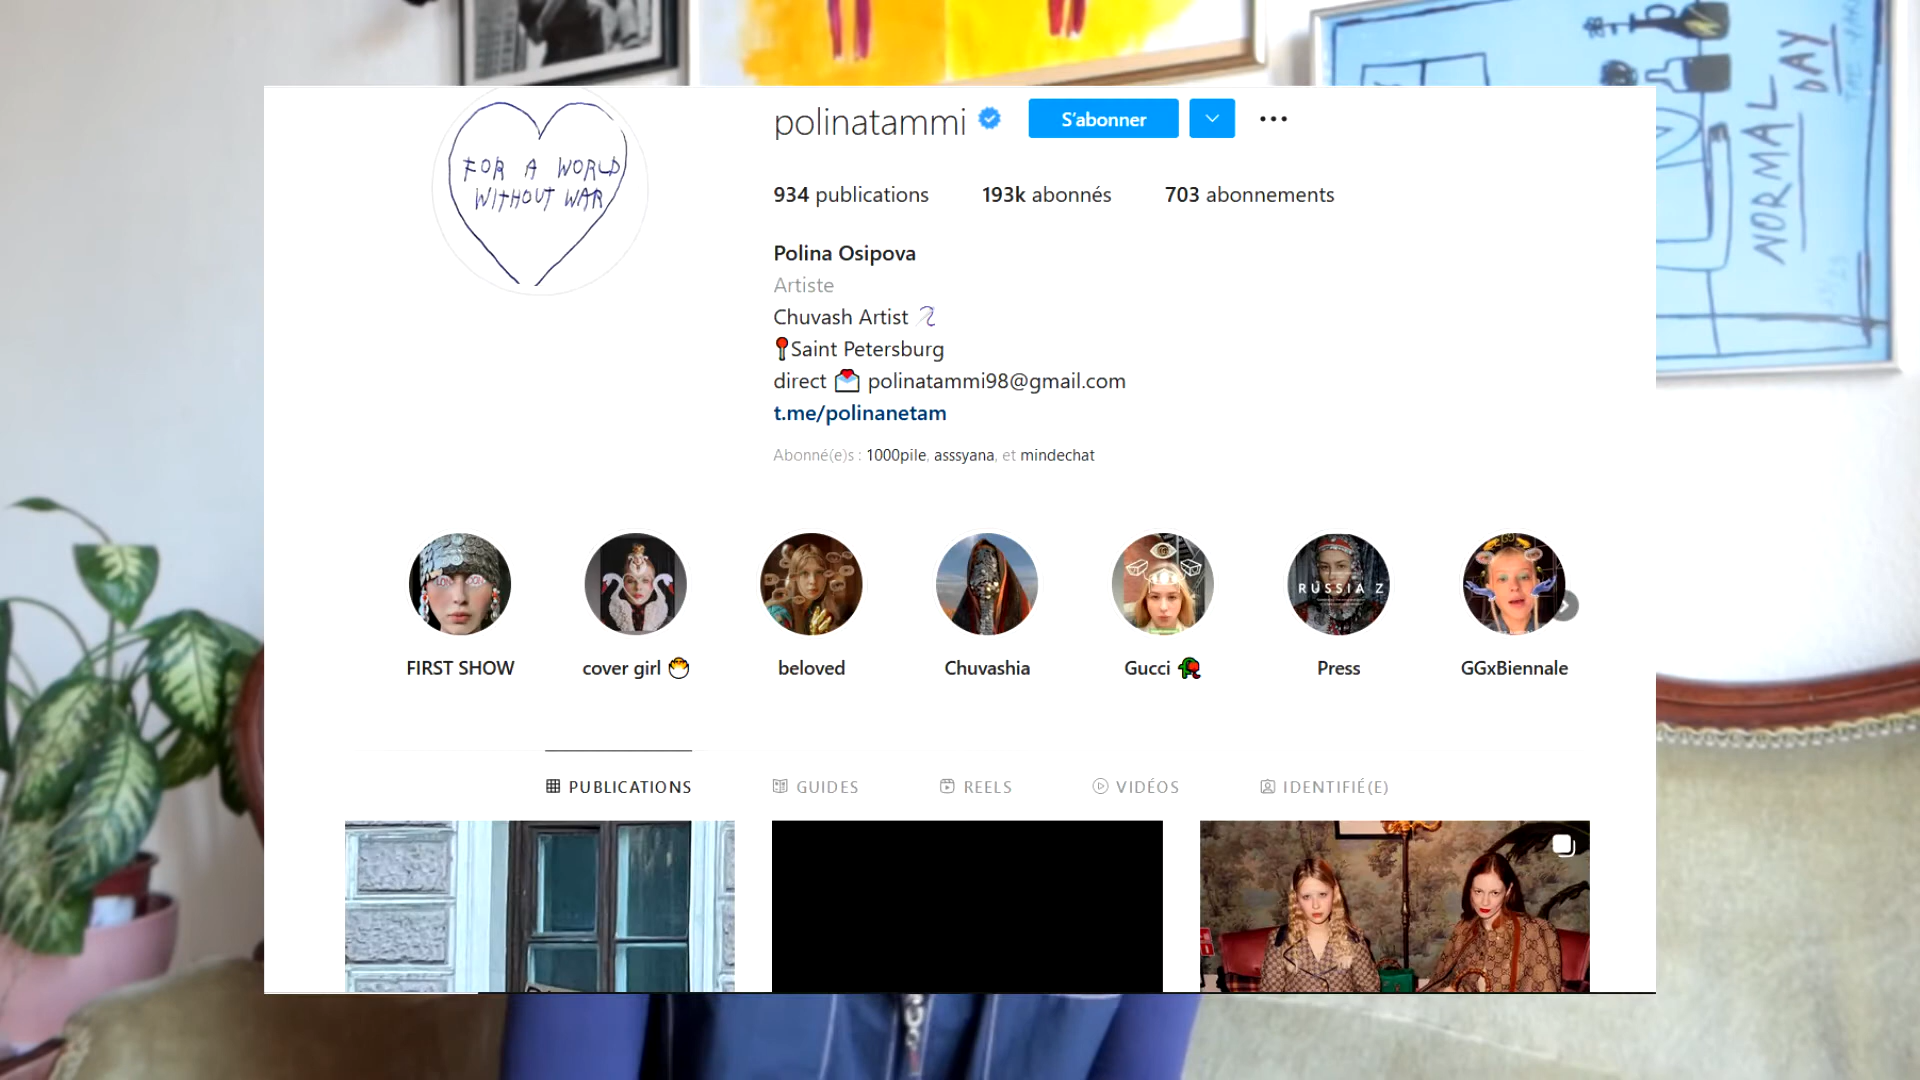 FOR A WORLD
WITHOUT WAR
polinatammi
S'abonner
934 publications 193k abonnés 703 abonnements
Polina Osipova
Artiste
Chuvash Artist
📍Saint Petersburg
direct 💌 polinatammi98@gmail.com
t.me/polinanetam
Abonné(e)s : 1000pile, asssyana, et mindechat
RUSSIA Z
FIRST SHOW
cover girl 🐣
beloved
Chuvashia
Gucci
Press
GGxBiennale
PUBLICATIONS
GUIDES
REELS
VIDÉOS
IDENTIFIÉ(E)
NORMAL
DAY